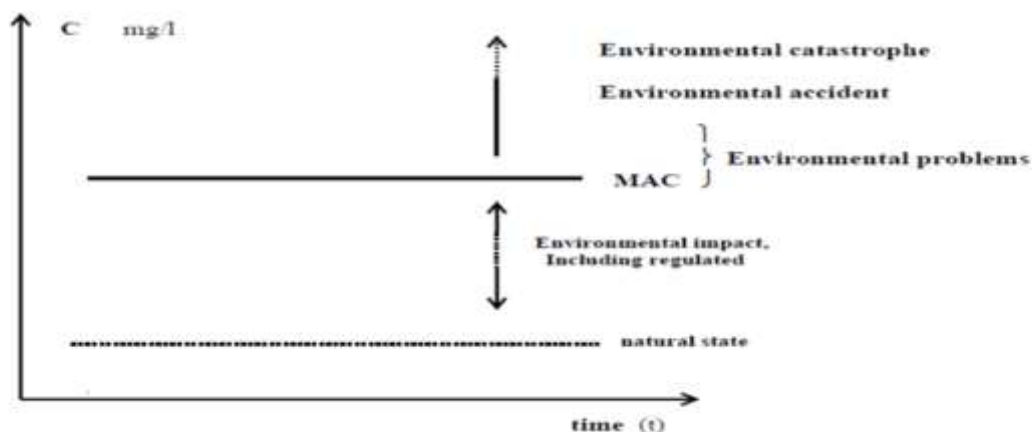 C mg/l
Environmental catastrophe
Environmental accident
Environmental problems
MAC
Environmental impact,
Including regulated
natural state
time (t)